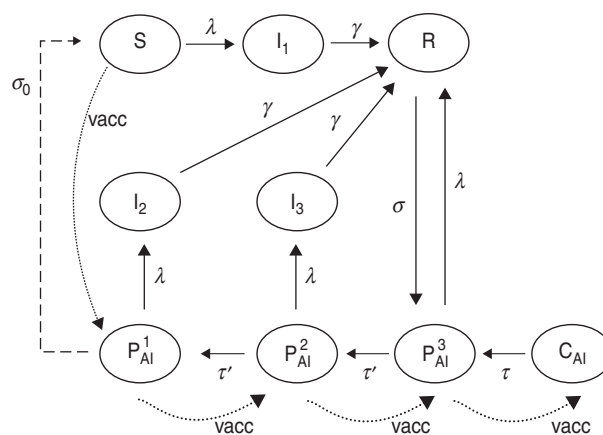 S λ I₁ γ R
σ₀
vacc
γ
γ
I₂ I₃ σ λ
λ λ
P¹AI P²AI P³AI CAI
τ′ τ′ τ
vacc vacc vacc